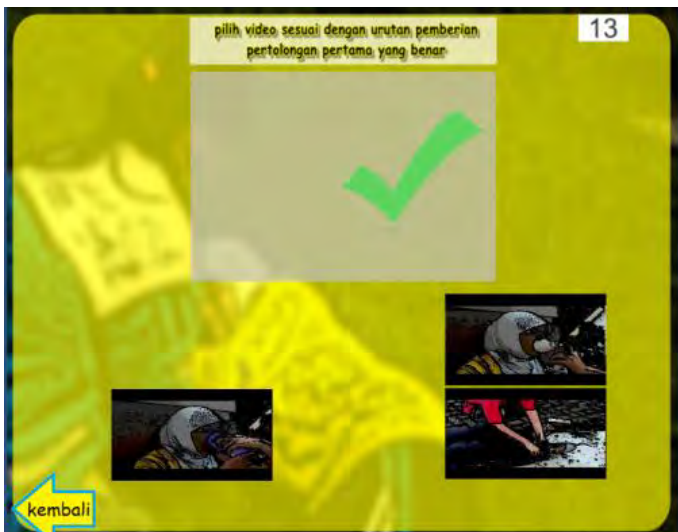 pilih video sesuai dengan urutan pemberian
pertolongan pertama yang benar
13
kembali